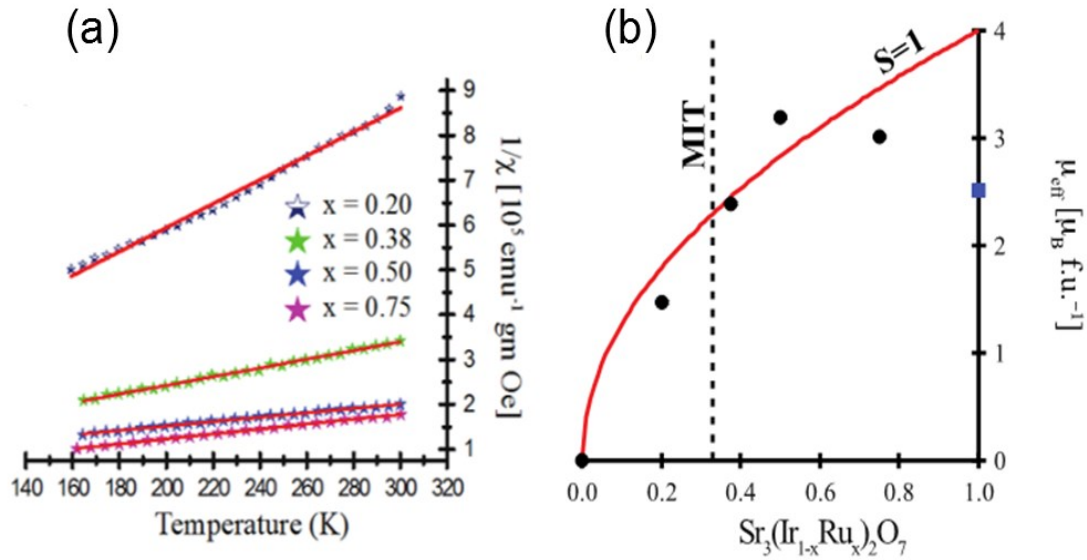 (a)
9
8
7
6
5
4
3
2
1
1/χ [10⁵ emu⁻¹ gm Oe]
x = 0.20
x = 0.38
x = 0.50
x = 0.75
140 160 180 200 220 240 260 280 300 320
Temperature (K)
(b)
MIT
S=1
4
3
2
1
0
μeff. [μB f.u.⁻¹]
0.0 0.2 0.4 0.6 0.8 1.0
Sr₃(Ir₁₋ₓRuₓ)₂O₇